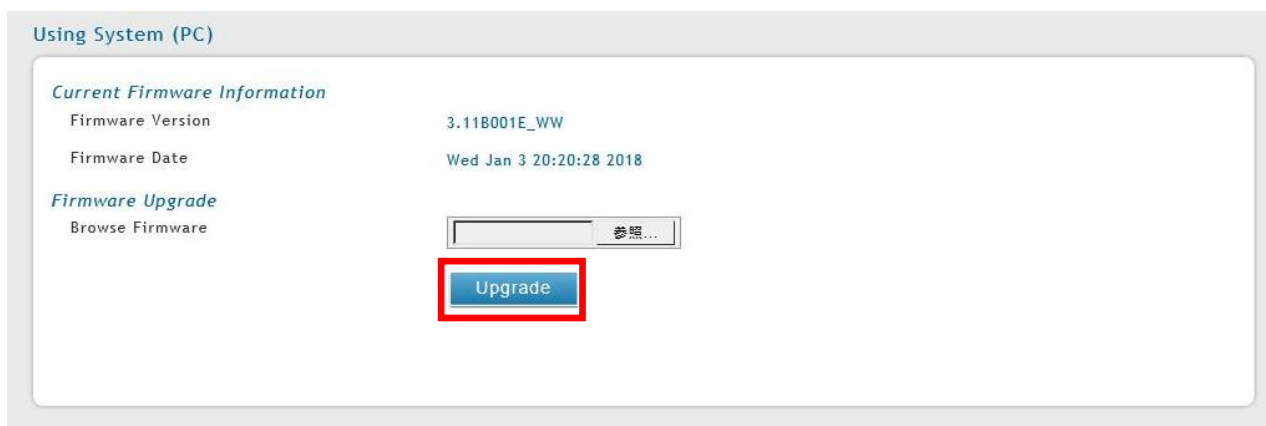 Using System (PC)
Current Firmware Information
Firmware Version 3.11B001E_WW
Firmware Date Wed Jan 3 20:20:28 2018
Firmware Upgrade
Browse Firmware 参照...
Upgrade